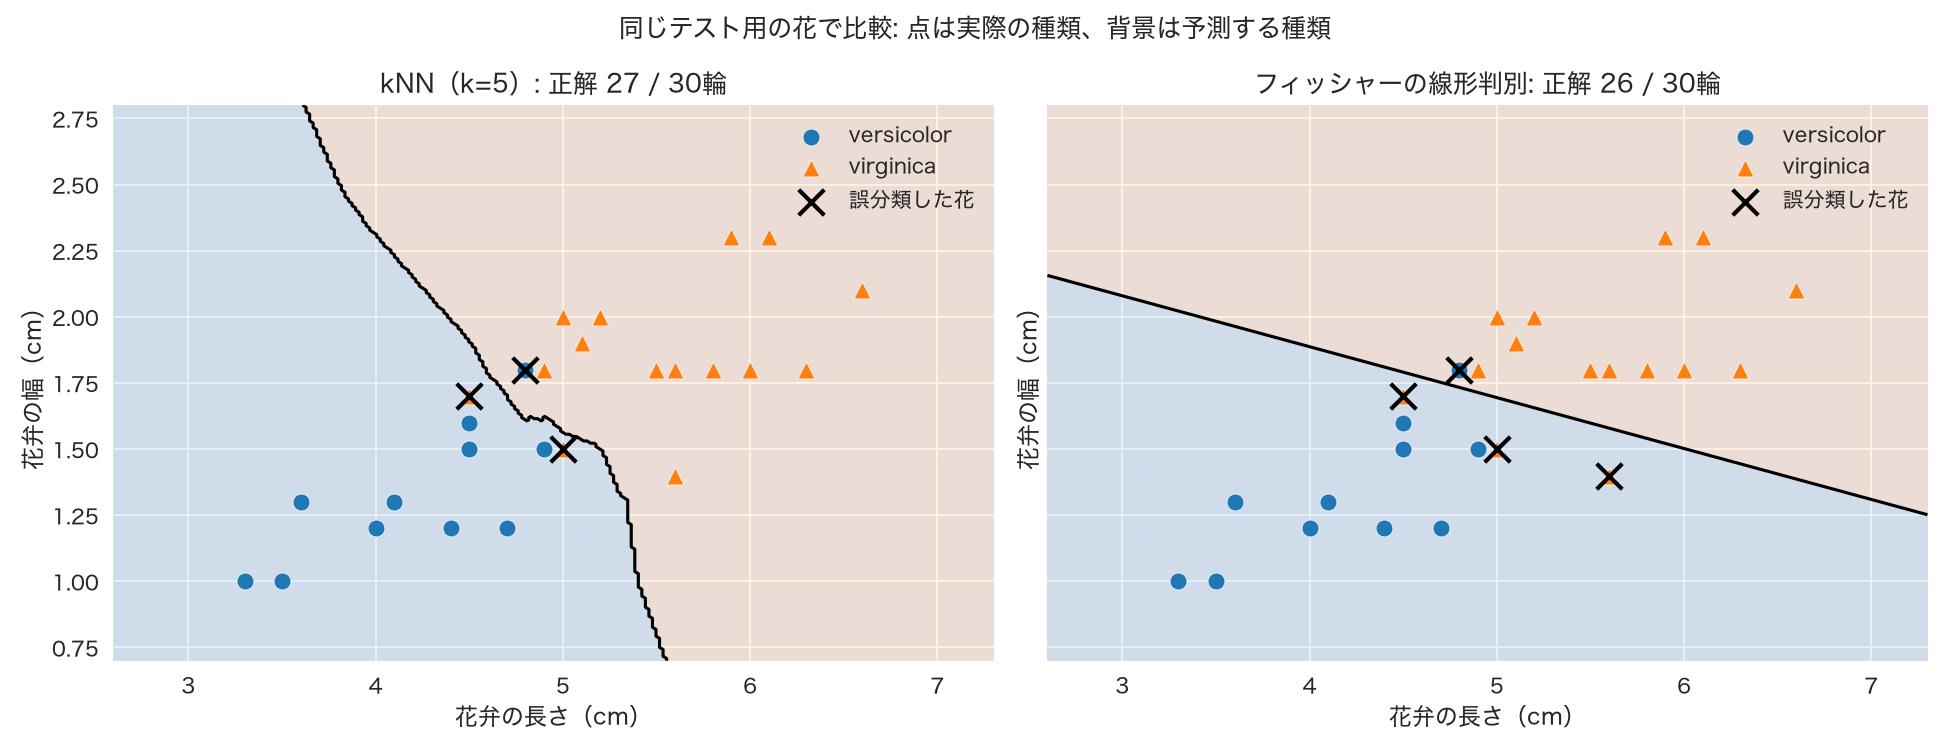 同じテスト用の花で比較: 点は実際の種類、背景は予測する種類
kNN（k=5）: 正解 27 / 30輪
versicolor
virginica
誤分類した花
花弁の幅（cm）
2.75
2.50
2.25
2.00
1.75
1.50
1.25
1.00
0.75
3 4 5 6 7
花弁の長さ（cm）
フィッシャーの線形判別: 正解 26 / 30輪
versicolor
virginica
誤分類した花
花弁の幅（cm）
3 4 5 6 7
花弁の長さ（cm）